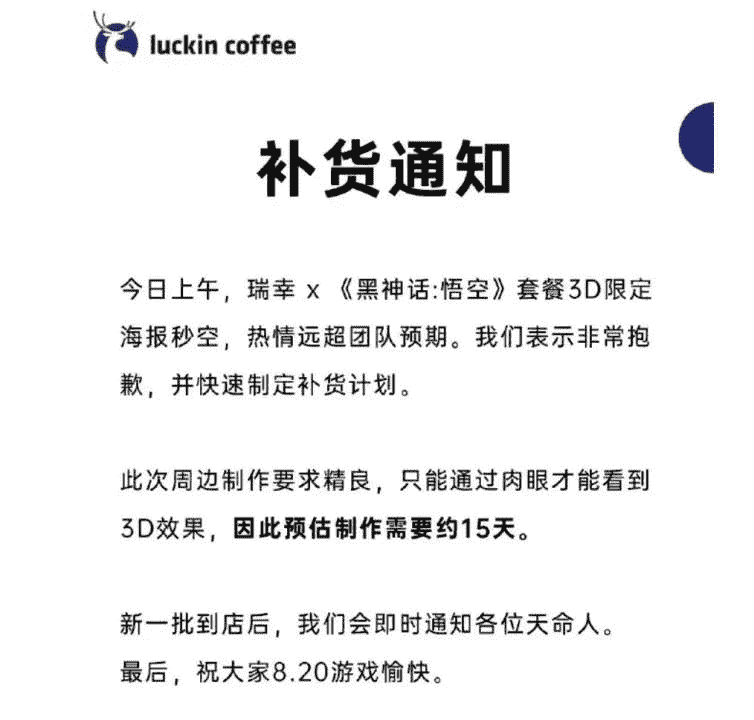 luckin coffee
补货通知
今日上午，瑞幸 x 《黑神话:悟空》套餐3D限定
海报秒空，热情远超团队预期。我们表示非常抱
歉，并快速制定补货计划。
此次周边制作要求精良，只能通过肉眼才能看到
3D效果，因此预估制作需要约15天。
新一批到店后，我们会即时通知各位天命人。
最后，祝大家8.20游戏愉快。